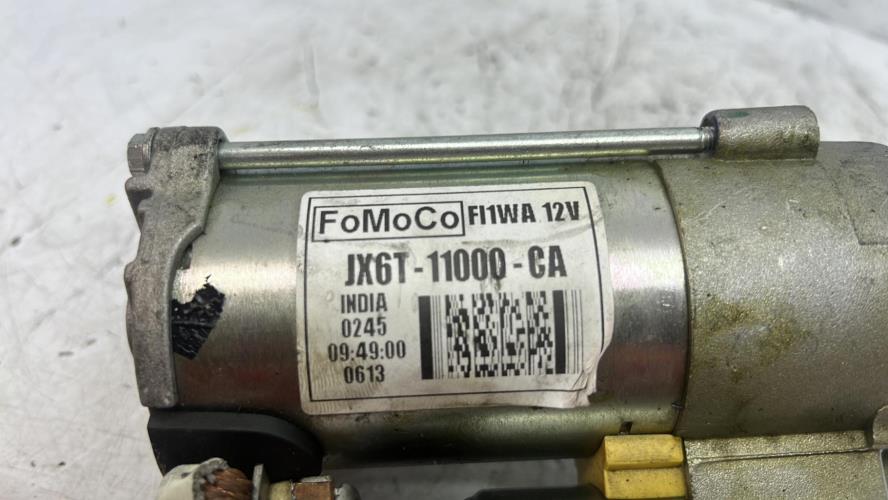 FoMoCo FI1WA 12V
JX6T-11000-CA
INDIA
0245
09:49:00
0613